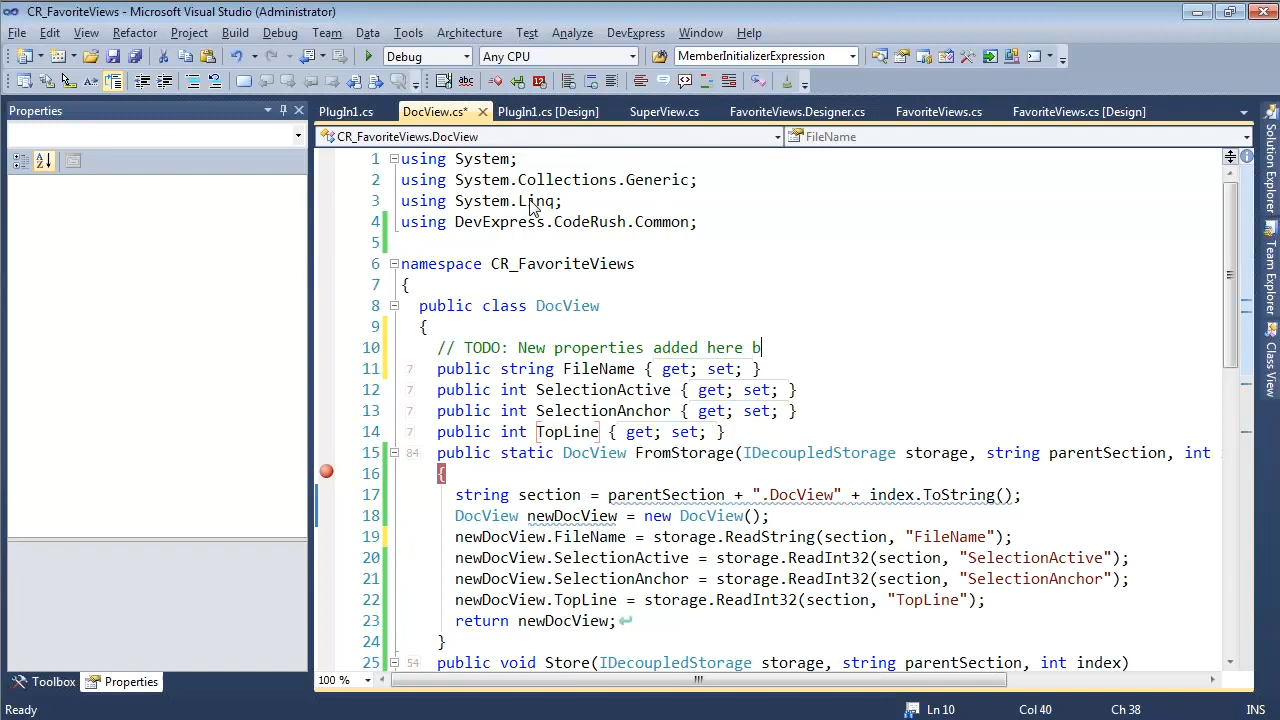 CR_FavoriteViews - Microsoft Visual Studio (Administrator)
File Edit View Refactor Project Build Debug Team Data Tools Architecture Test Analyze DevExpress Window Help
Debug Any CPU MemberInitializerExpression
Properties
PlugIn1.cs DocView.cs* PlugIn1.cs [Design] SuperView.cs FavoriteViews.Designer.cs FavoriteViews.cs FavoriteViews.cs [Design]
CR_FavoriteViews.DocView FileName
1 using System;
2 using System.Collections.Generic;
3 using System.Linq;
4 using DevExpress.CodeRush.Common;
5
6 namespace CR_FavoriteViews
7 {
8 public class DocView
9 {
10 // TODO: New properties added here b
11 7 public string FileName { get; set; }
12 7 public int SelectionActive { get; set; }
13 7 public int SelectionAnchor { get; set; }
14 7 public int TopLine { get; set; }
15 84 public static DocView FromStorage(IDecoupledStorage storage, string parentSection, int
16 {
17 string section = parentSection + ".DocView" + index.ToString();
18 DocView newDocView = new DocView();
19 newDocView.FileName = storage.ReadString(section, "FileName");
20 newDocView.SelectionActive = storage.ReadInt32(section, "SelectionActive");
21 newDocView.SelectionAnchor = storage.ReadInt32(section, "SelectionAnchor");
22 newDocView.TopLine = storage.ReadInt32(section, "TopLine");
23 return newDocView;
24 }
25 54 public void Store(IDecoupledStorage storage, string parentSection, int index)
100 %
Toolbox Properties
Ready Ln 10 Col 40 Ch 38 INS
Solution Explorer
Team Explorer
Class View